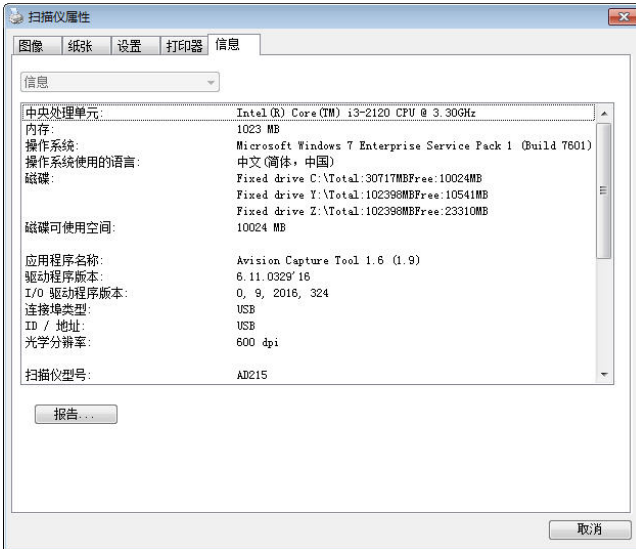 扫描仪属性
图像 纸张 设置 打印器 信息
信息
中央处理单元: Intel(R) Core(TM) i3-2120 CPU @ 3.30GHz
内存: 1023 MB
操作系统: Microsoft Windows 7 Enterprise Service Pack 1 (Build 7601)
操作系统使用的语言: 中文(简体，中国)
磁碟: Fixed drive C:\Total:30717MBFree:10024MB
Fixed drive Y:\Total:102398MBFree:10541MB
Fixed drive Z:\Total:102398MBFree:23310MB
磁碟可使用空间: 10024 MB
应用程序名称: Avision Capture Tool 1.6 (1.9)
驱动程序版本: 6.11.0329'16
I/O 驱动程序版本: 0, 9, 2016, 324
连接埠类型: USB
ID / 地址: USB
光学分辨率: 600 dpi
扫描仪型号: AD215
报告...
取消